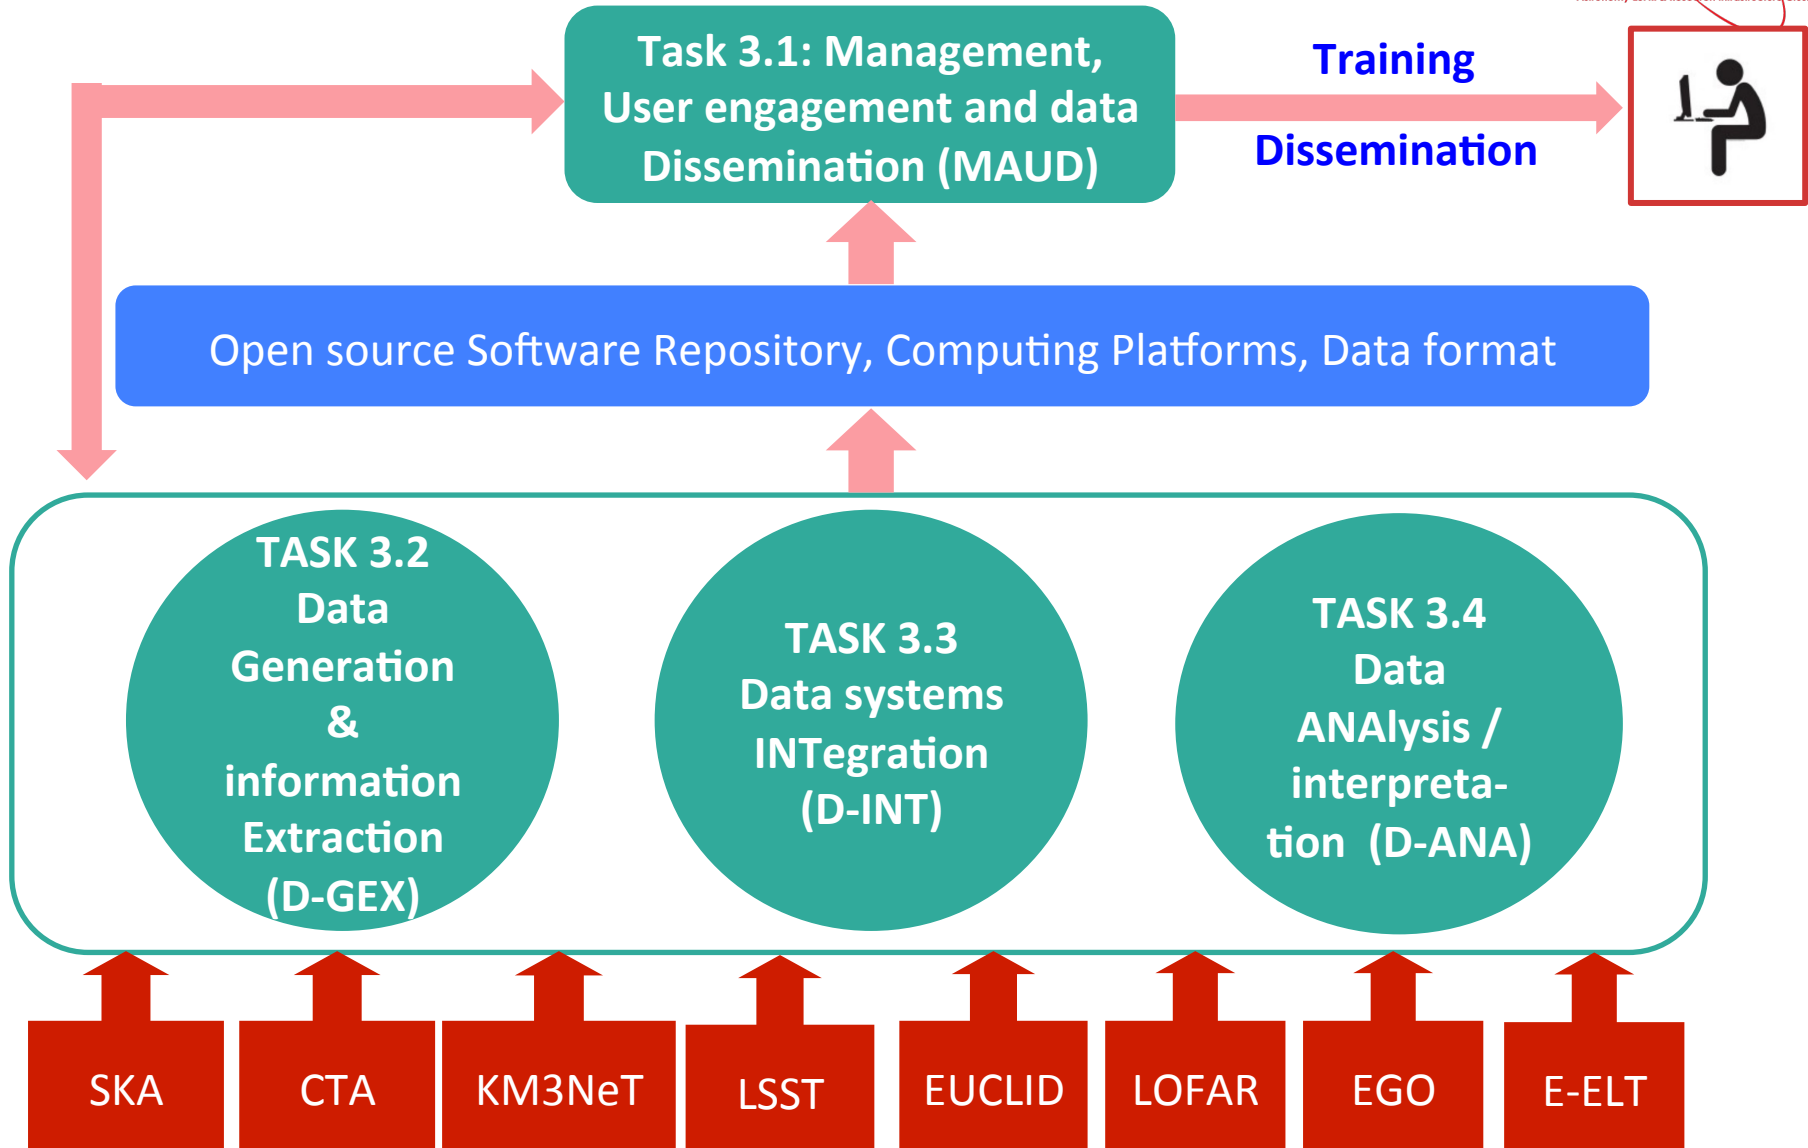 Task 3.1: Management,
User engagement and data
Dissemination (MAUD)
Training
Dissemination
Open source Software Repository, Computing Platforms, Data format
TASK 3.2
Data
Generation
&
information
Extraction
(D-GEX)
TASK 3.3
Data systems
INTegration
(D-INT)
TASK 3.4
Data
ANAlysis /
interpreta-
tion (D-ANA)
SKA
CTA
KM3NeT
LSST
EUCLID
LOFAR
EGO
E-ELT